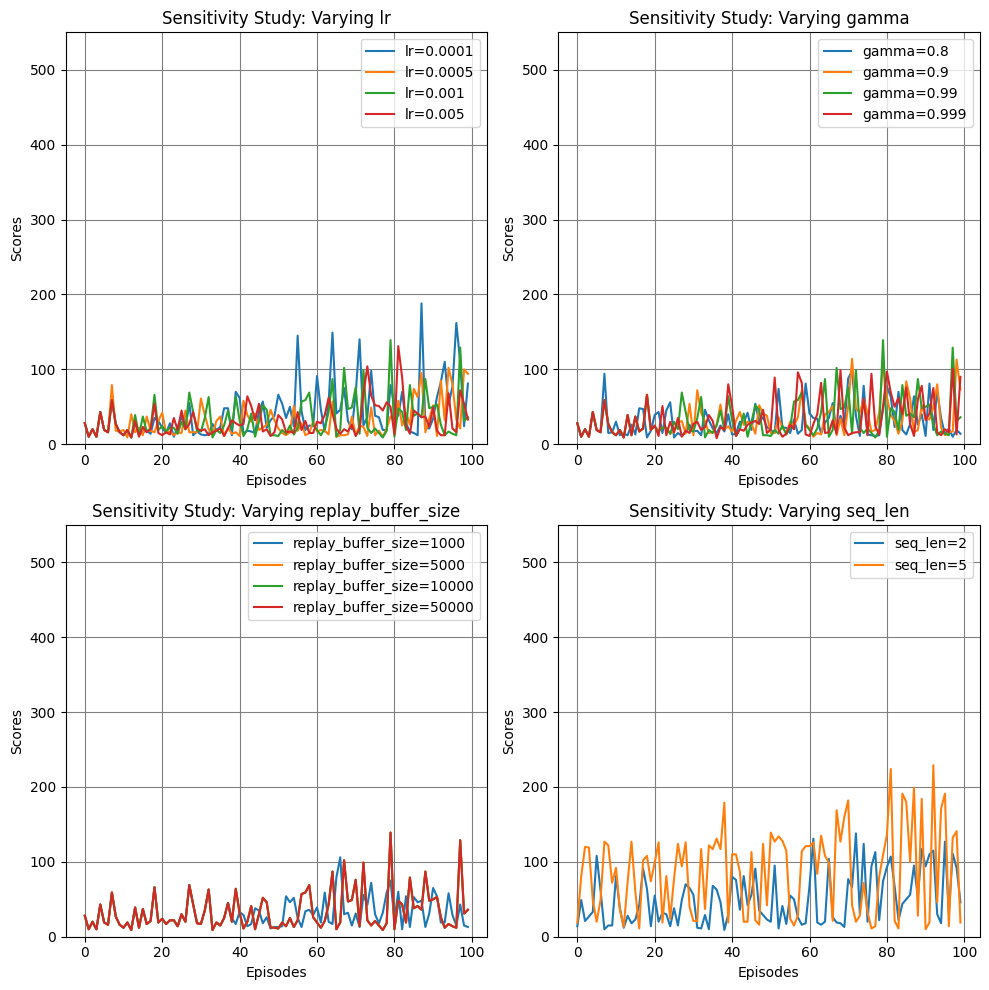 Sensitivity Study: Varying lr
500
400
300
200
100
0
Scores
lr=0.0001
lr=0.0005
lr=0.001
lr=0.005
0 20 40 60 80 100
Episodes
Sensitivity Study: Varying gamma
500
400
300
200
100
0
Scores
gamma=0.8
gamma=0.9
gamma=0.99
gamma=0.999
0 20 40 60 80 100
Episodes
Sensitivity Study: Varying replay_buffer_size
500
400
300
200
100
0
Scores
replay_buffer_size=1000
replay_buffer_size=5000
replay_buffer_size=10000
replay_buffer_size=50000
0 20 40 60 80 100
Episodes
Sensitivity Study: Varying seq_len
500
400
300
200
100
0
Scores
seq_len=2
seq_len=5
0 20 40 60 80 100
Episodes